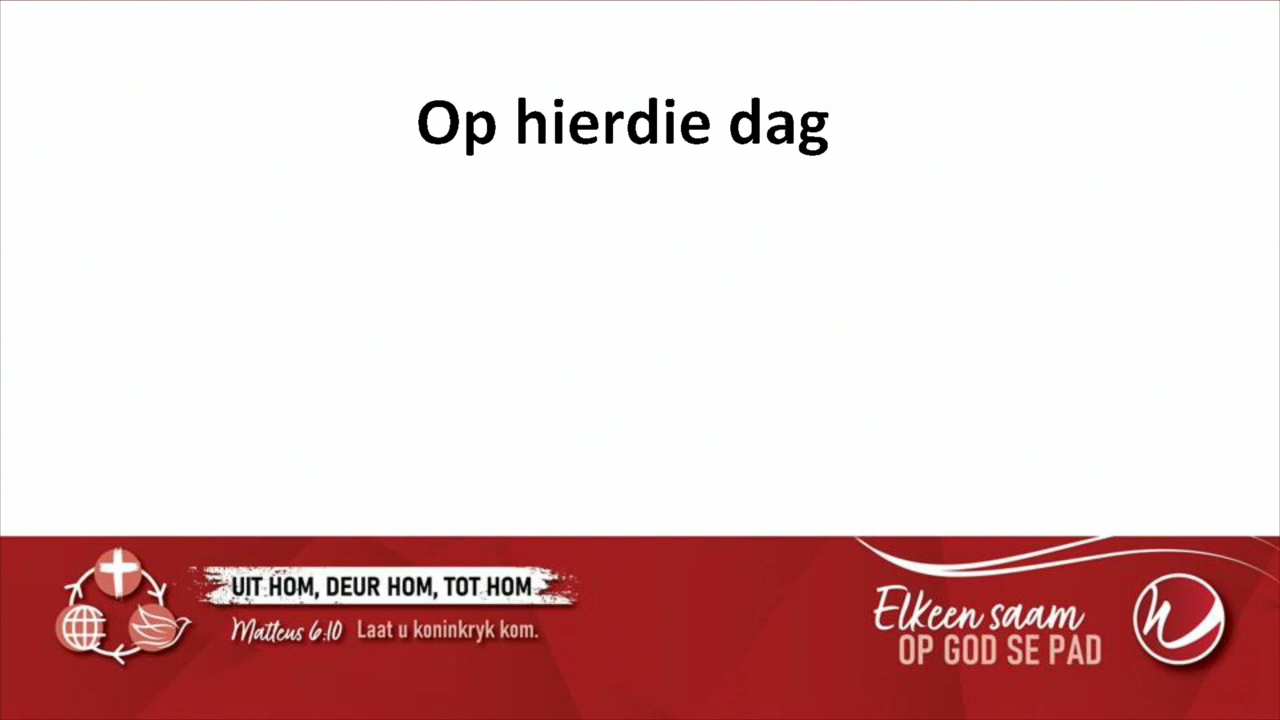 Op hierdie dag
UIT HOM, DEUR HOM, TOT HOM
Matteus 6:10 Laat u koninkryk kom.
Elkeen saam
OP GOD SE PAD